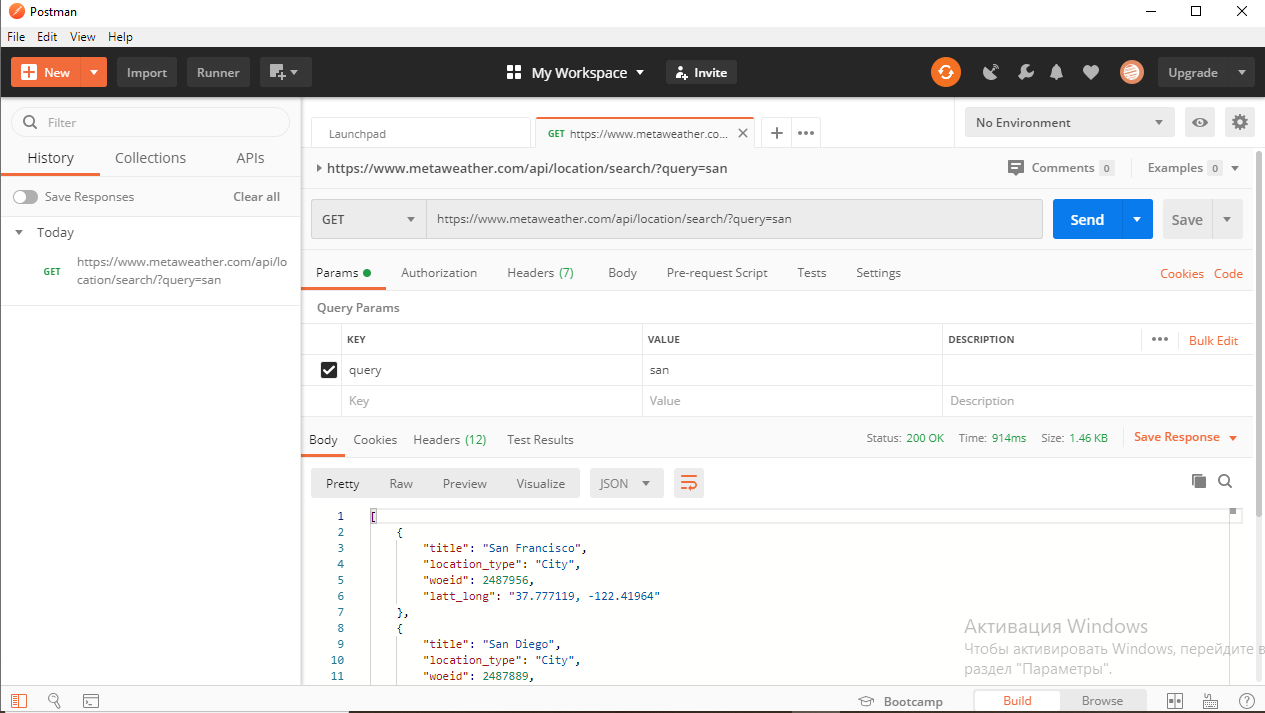 Postman
File Edit View Help
New Import Runner My Workspace Invite Upgrade
Filter
History Collections APIs
Save Responses Clear all
Today
GET https://www.metaweather.com/api/lo
cation/search/?query=san
Launchpad GET https://www.metaweather.co... No Environment
https://www.metaweather.com/api/location/search/?query=san Comments 0 Examples 0
GET https://www.metaweather.com/api/location/search/?query=san Send Save
Params Authorization Headers (7) Body Pre-request Script Tests Settings Cookies Code
Query Params
KEY VALUE DESCRIPTION Bulk Edit
query san
Key Value Description
Body Cookies Headers (12) Test Results Status: 200 OK Time: 914ms Size: 1.46 KB Save Response
Pretty Raw Preview Visualize JSON
1 [
2 {
3 "title": "San Francisco",
4 "location_type": "City",
5 "woeid": 2487956,
6 "latt_long": "37.777119, -122.41964"
7 },
8 {
9 "title": "San Diego",
10 "location_type": "City",
11 "woeid": 2487889,
Активация Windows
Чтобы активировать Windows, перейдите в
раздел "Параметры".
Bootcamp Build Browse